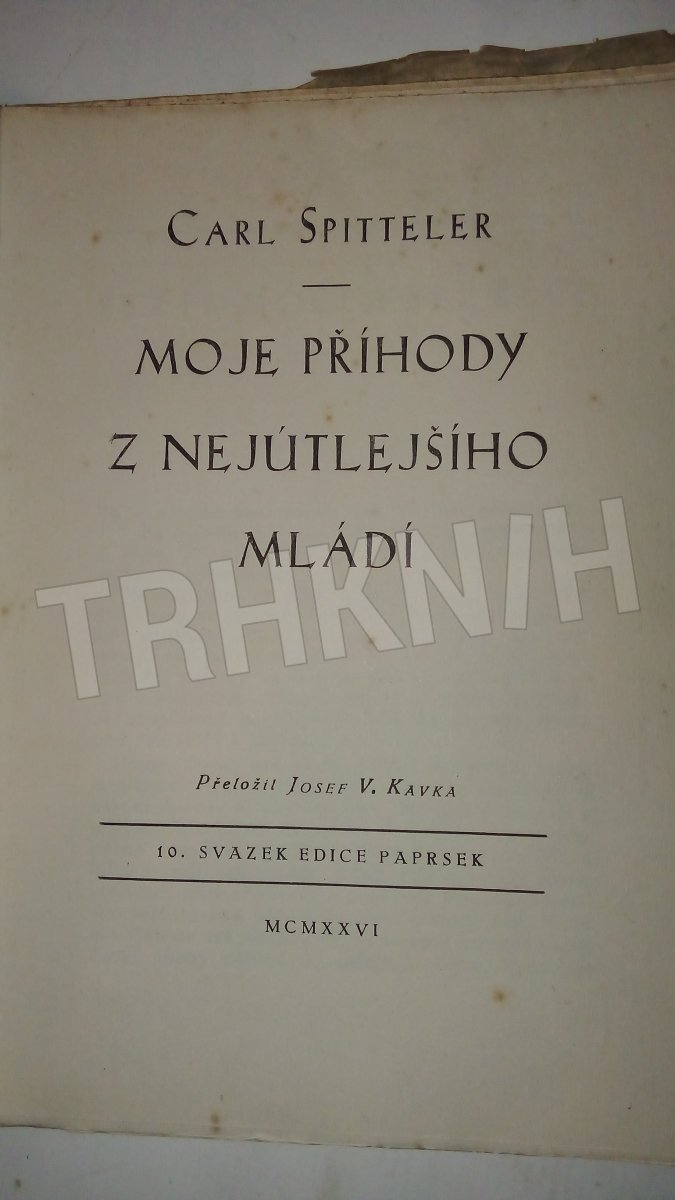 CARL SPITTELER
MOJE PŘÍHODY
Z NEJÚTLEJŠÍHO
MLÁDÍ
TRHKNIH
Přeložil JOSEF V. KAVKA
10. SVAZEK EDICE PAPRSEK
MCMXXVI